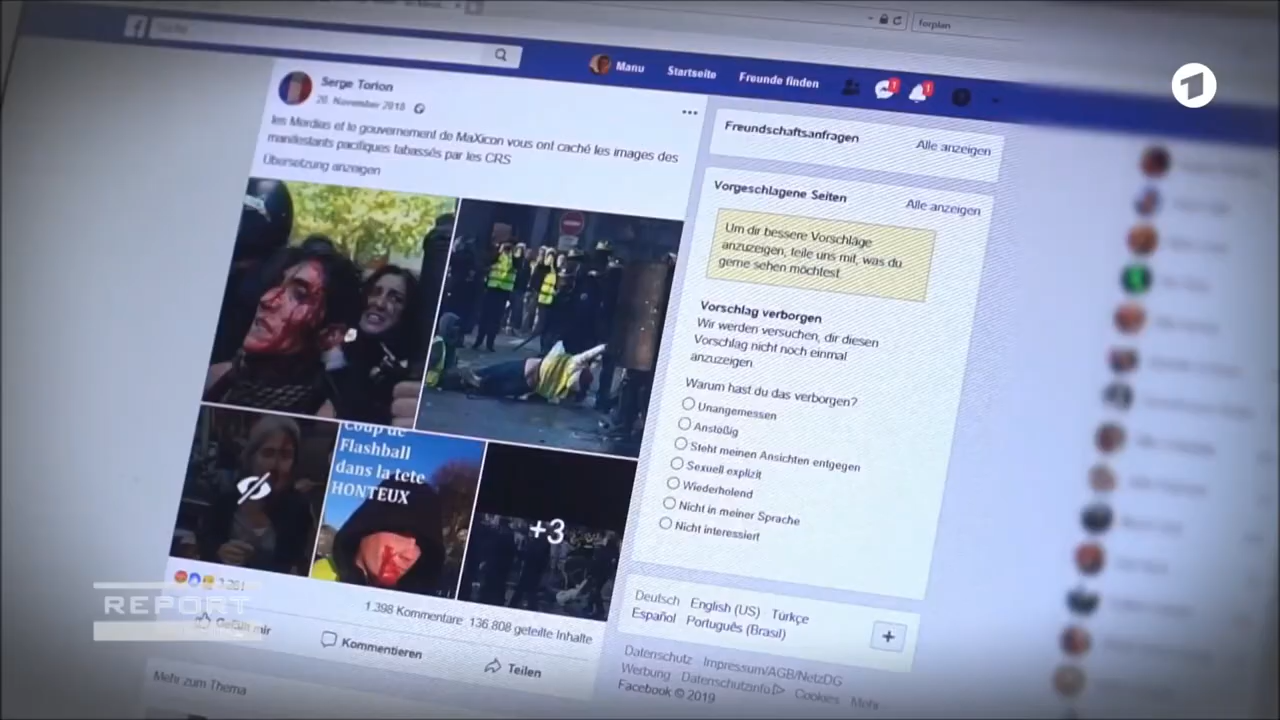 forplan
Manu Startseite Freunde finden
1
1
Serge Torion
20. November 2018
les Merdias et le gouvernement de MaXicon vous ont caché les images des
manifestants pacifiques tabassés par les CRS
Übersetzung anzeigen
Coup de
Flashball
dans la tete
HONTEUX
+3
1.398 Kommentare 136.808 geteilte Inhalte
Gefällt mir
Kommentieren
Teilen
Mehr zum Thema
Freundschaftsanfragen
Alle anzeigen
Vorgeschlagene Seiten
Alle anzeigen
Um dir bessere Vorschläge
anzuzeigen, teile uns mit, was du
gerne sehen möchtest.
Vorschlag verborgen
Wir werden versuchen, dir diesen
Vorschlag nicht noch einmal
anzuzeigen
Warum hast du das verborgen?
Unangemessen
Anstößig
Steht meinen Ansichten entgegen
Sexuell explizit
Wiederholend
Nicht in meiner Sprache
Nicht interessiert
Deutsch English (US) Türkçe
Español Português (Brasil)
+
Datenschutz Impressum/AGB/NetzDG
Werbung Datenschutzinfo Cookies Mehr
Facebook © 2019
REPORT
1